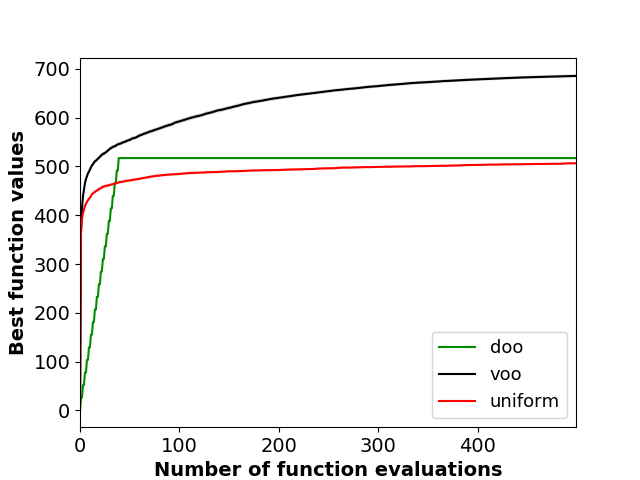 700
600
500
400
300
200
100
0
0 100 200 300 400
Best function values
Number of function evaluations
doo
voo
uniform